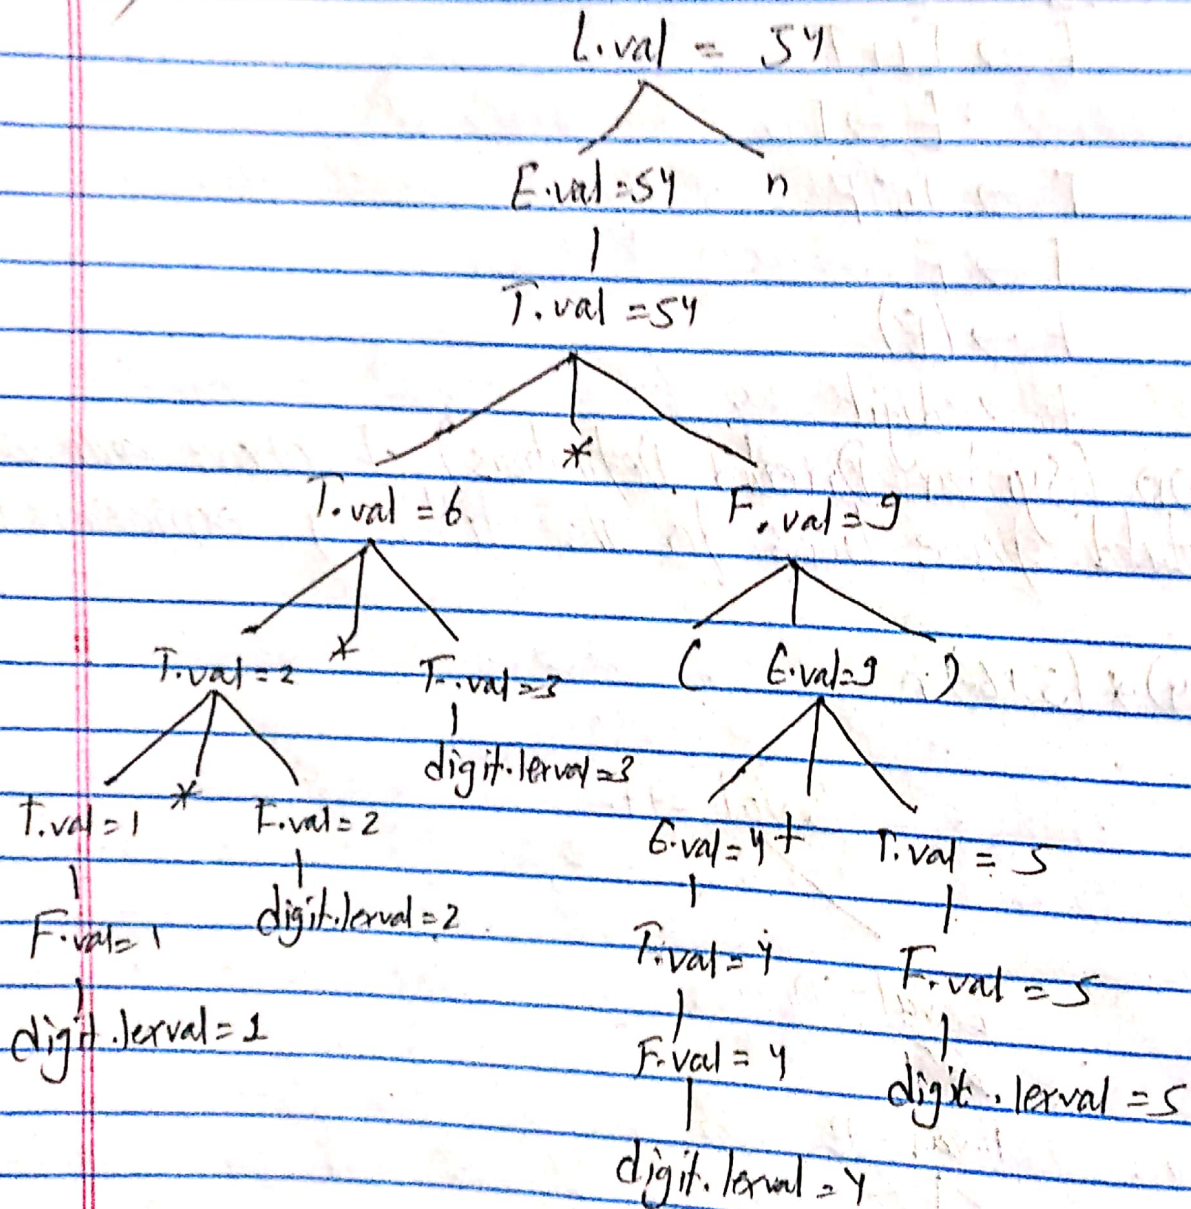 L.val = 54
E.val = 54 n
T.val = 54
*
T.val = 6 F.val = 9
*
T.val = 2 F.val = 3 ( E.val = 9 )
digit.lexval = 3
*
T.val = 1 F.val = 2 E.val = 4 + T.val = 5
F.val = 1 digit.lexval = 2 T.val = 4 F.val = 5
digit.lexval = 1 F.val = 4 digit.lexval = 5
digit.lexval = 4